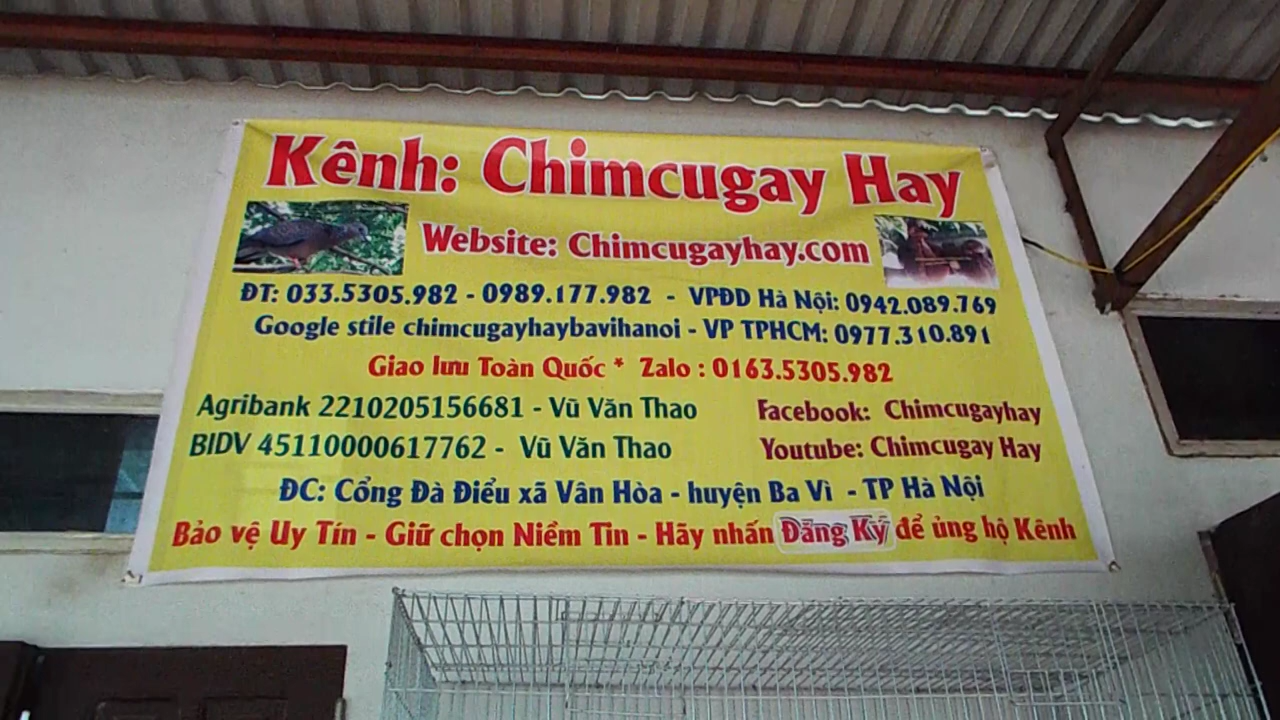 Kênh: Chimcugay Hay
Website: Chimcugayhay.com
ĐT: 033.5305.982 - 0989.177.982 - VPĐD Hà Nội: 0942.089.769
Google stile chimcugayhaybavihanoi - VP TPHCM: 0977.310.891
Giao lưu Toàn Quốc * Zalo : 0163.5305.982
Agribank 2210205156681 - Vũ Văn Thao Facebook: Chimcugayhay
BIDV 45110000617762 - Vũ Văn Thao Youtube: Chimcugay Hay
ĐC: Cổng Đà Điểu xã Vân Hòa - huyện Ba Vì - TP Hà Nội
Bảo vệ Uy Tín - Giữ chọn Niềm Tin - Hãy nhấn Đăng Ký để ủng hộ Kênh